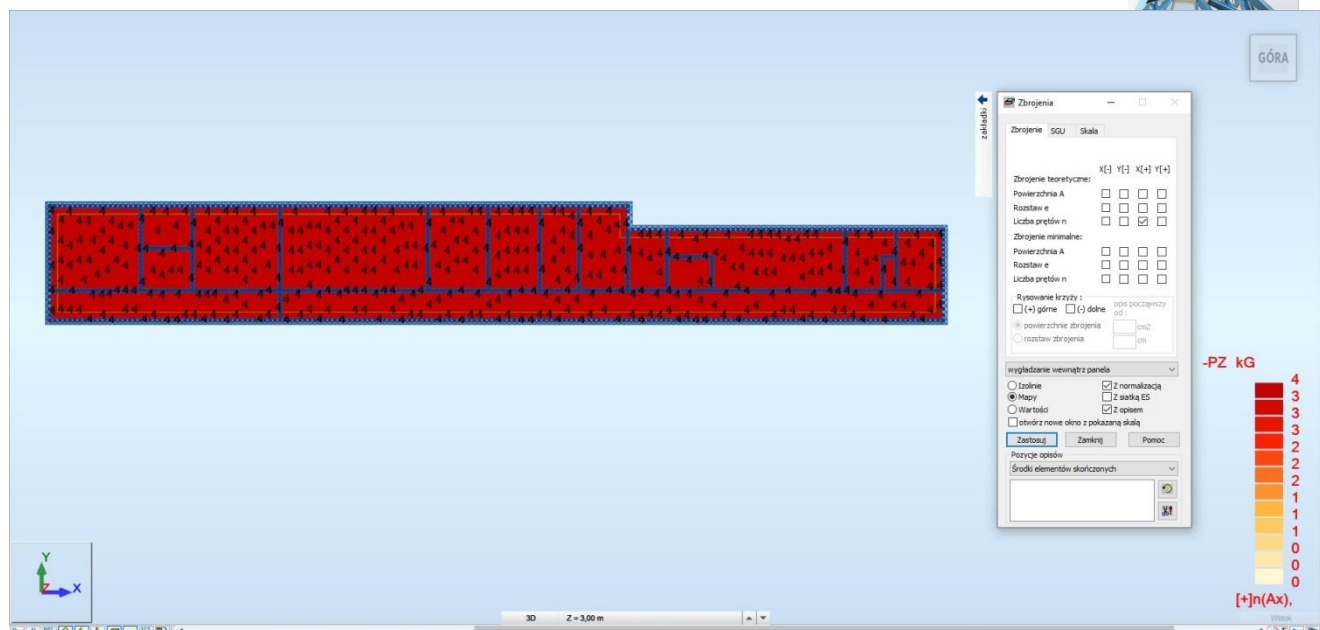 GÓRA
zakładki
Zbrojenia
Zbrojenie SGU Skala
X[-] Y[-] X[+] Y[+]
Zbrojenie teoretyczne:
Powierzchnia A
Rozstaw e
Liczba prętów n
Zbrojenie minimalne:
Powierzchnia A
Rozstaw e
Liczba prętów n
Rysowanie krzyży :
(+) górne (-) dolne opis począwszy od :
powierzchnie zbrojenia cm2
rozstaw zbrojenia cm
wygładzanie wewnątrz panela
Izolinie Z normalizacją
Mapy Z siatką ES
Wartości Z opisem
otwórz nowe okno z pokazaną skalą
Zastosuj Zamknij Pomoc
Pozycje opisów
Środki elementów skończonych
-PZ kG
4
3
3
3
2
2
2
1
1
1
0
0
0
[+]n(Ax),
Widok
Y
Z X
3D Z = 3,00 m